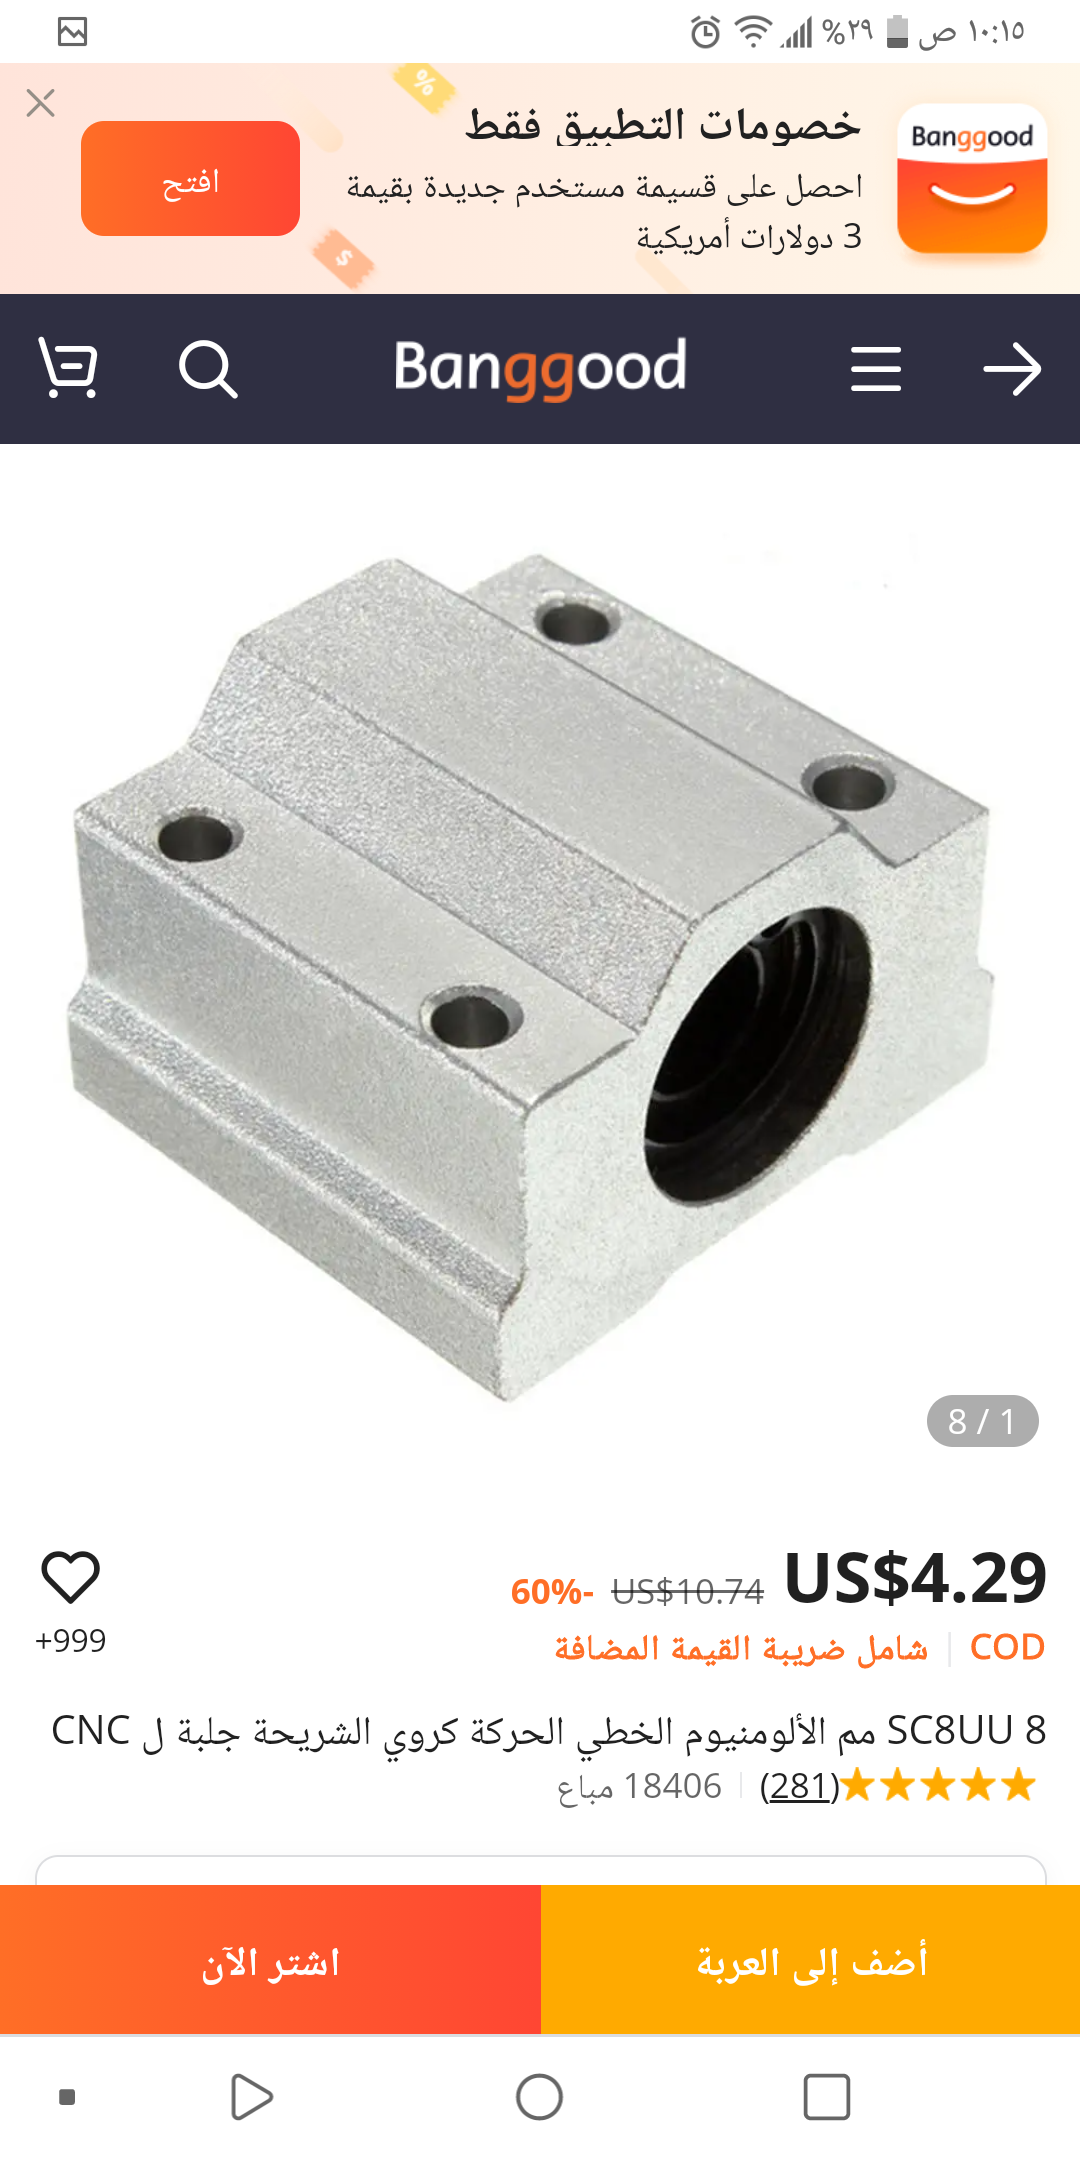 ١٠:١٥ ص %٢٩
Banggood
خصومات التطبيق فقط
احصل على قسيمة مستخدم جديدة بقيمة
3 دولارات أمريكية
افتح
%
$
Banggood
8 / 1
US$4.29 US$10.74 60%-
COD | شامل ضريبة القيمة المضافة
+999
SC8UU 8 مم الألومنيوم الخطي الحركة كروي الشريحة جلبة ل CNC
(281) | 18406 مباع
أضف إلى العربة
اشتر الآن